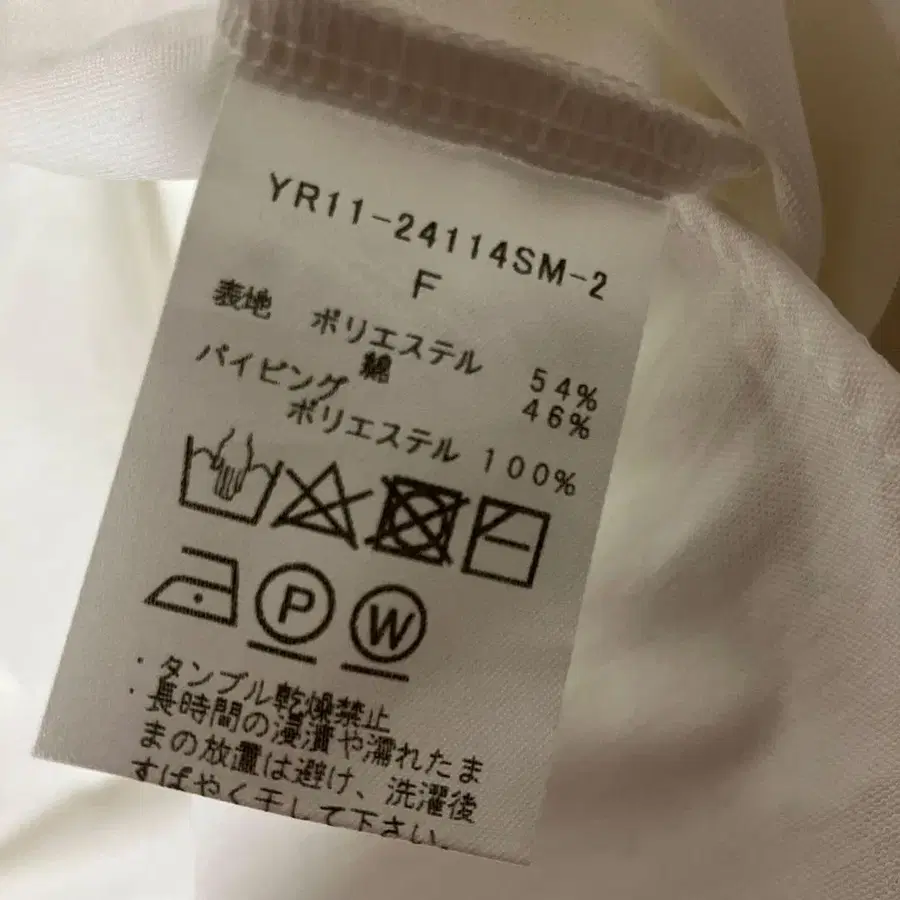 YR11-24114SM-2
F
表地 ポリエステル 54%
綿 46%
パイピング
ポリエステル 100%
P W
・タンブル乾燥禁止
・長時間の浸漬や濡れたま
まの放置は避け、洗濯後
すばやく干して下さい。